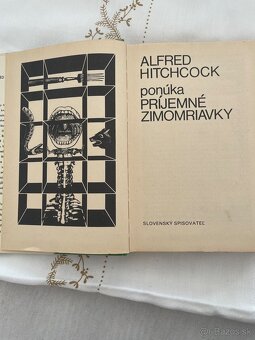 ALFRED
HITCHCOCK
ponúka
PRÍJEMNÉ
ZIMOMRIAVKY
SLOVENSKÝ SPISOVATEĽ